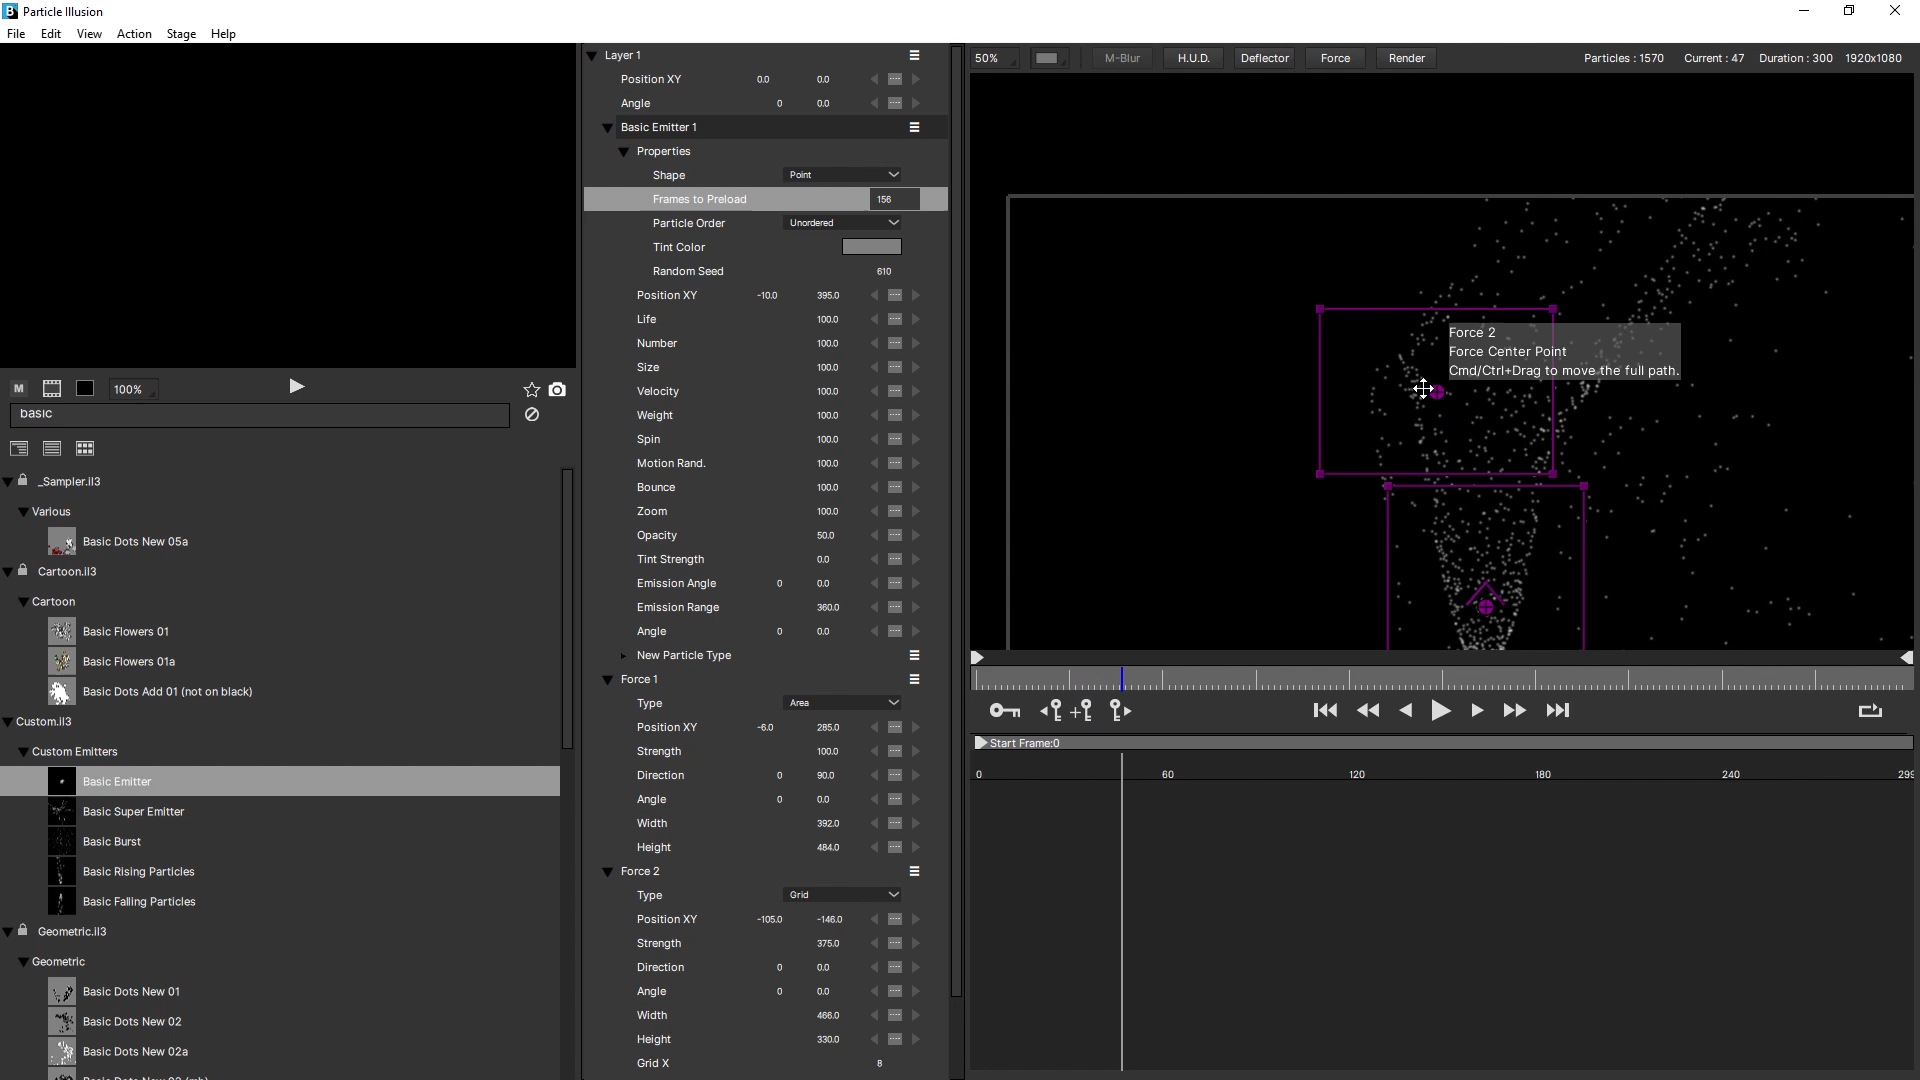 Particle Illusion
File Edit View Action Stage Help
M 100%
basic
_Sampler.il3
Various
Basic Dots New 05a
Cartoon.il3
Cartoon
Basic Flowers 01
Basic Flowers 01a
Basic Dots Add 01 (not on black)
Custom.il3
Custom Emitters
Basic Emitter
Basic Super Emitter
Basic Burst
Basic Rising Particles
Basic Falling Particles
Geometric.il3
Geometric
Basic Dots New 01
Basic Dots New 02
Basic Dots New 02a
Layer 1
Position XY 0.0 0.0
Angle 0 0.0
Basic Emitter 1
Properties
Shape Point
Frames to Preload 156
Particle Order Unordered
Tint Color
Random Seed 610
Position XY -10.0 395.0
Life 100.0
Number 100.0
Size 100.0
Velocity 100.0
Weight 100.0
Spin 100.0
Motion Rand. 100.0
Bounce 100.0
Zoom 100.0
Opacity 50.0
Tint Strength 0.0
Emission Angle 0 0.0
Emission Range 360.0
Angle 0 0.0
New Particle Type
Force 1
Type Area
Position XY -6.0 285.0
Strength 100.0
Direction 0 90.0
Angle 0 0.0
Width 392.0
Height 484.0
Force 2
Type Grid
Position XY -105.0 -146.0
Strength 375.0
Direction 0 0.0
Angle 0 0.0
Width 466.0
Height 330.0
Grid X 8
50% M-Blur H.U.D. Deflector Force Render Particles : 1570 Current : 47 Duration : 300 1920x1080
Force 2
Force Center Point
Cmd/Ctrl+Drag to move the full path.
Start Frame:0
0 60 120 180 240 299